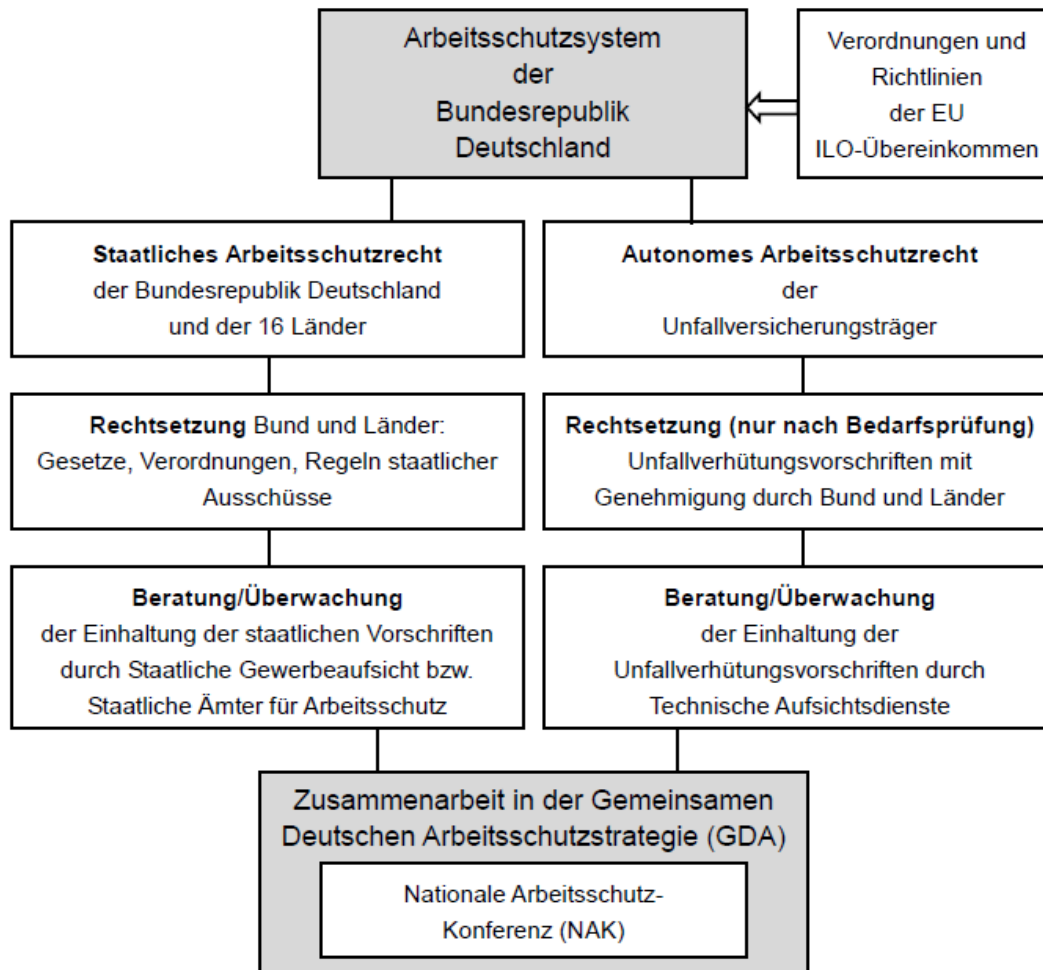 Arbeitsschutzsystem
der
Bundesrepublik
Deutschland
Verordnungen und
Richtlinien
der EU
ILO-Übereinkommen
Staatliches Arbeitsschutzrecht
der Bundesrepublik Deutschland
und der 16 Länder
Autonomes Arbeitsschutzrecht
der
Unfallversicherungsträger
Rechtsetzung Bund und Länder:
Gesetze, Verordnungen, Regeln staatlicher
Ausschüsse
Rechtsetzung (nur nach Bedarfsprüfung)
Unfallverhütungsvorschriften mit
Genehmigung durch Bund und Länder
Beratung/Überwachung
der Einhaltung der staatlichen Vorschriften
durch Staatliche Gewerbeaufsicht bzw.
Staatliche Ämter für Arbeitsschutz
Beratung/Überwachung
der Einhaltung der
Unfallverhütungsvorschriften durch
Technische Aufsichtsdienste
Zusammenarbeit in der Gemeinsamen
Deutschen Arbeitsschutzstrategie (GDA)
Nationale Arbeitsschutz-
Konferenz (NAK)